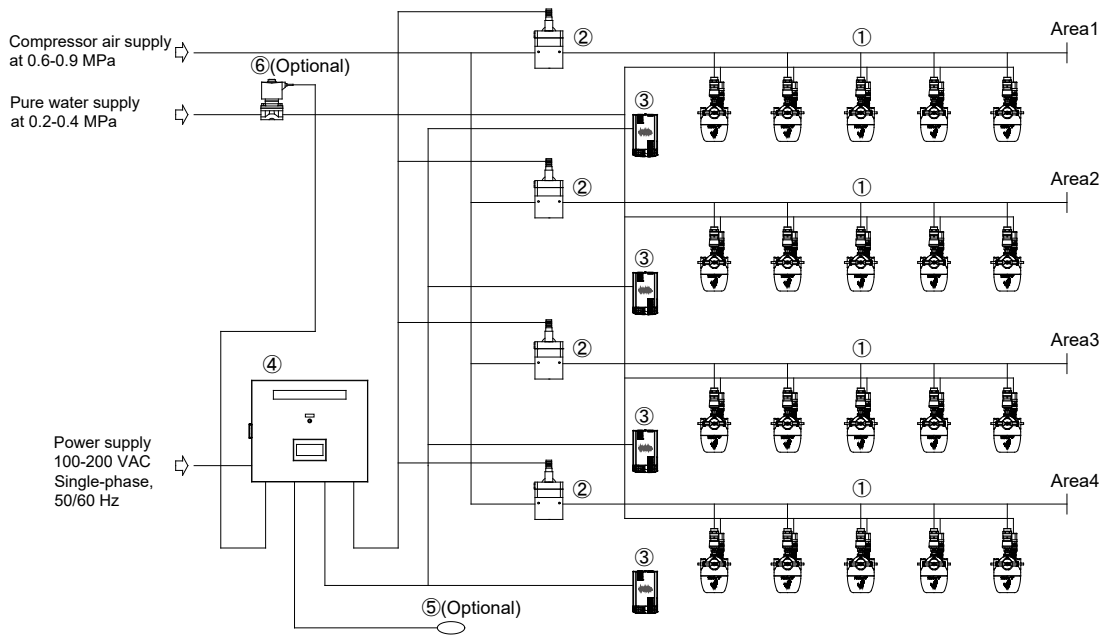 Compressor air supply
at 0.6-0.9 MPa
②
①
Area1
⑥(Optional)
Pure water supply
at 0.2-0.4 MPa
③
②
①
Area2
③
②
①
Area3
④
③
Power supply
100-200 VAC
Single-phase,
50/60 Hz
②
①
Area4
③
⑤(Optional)